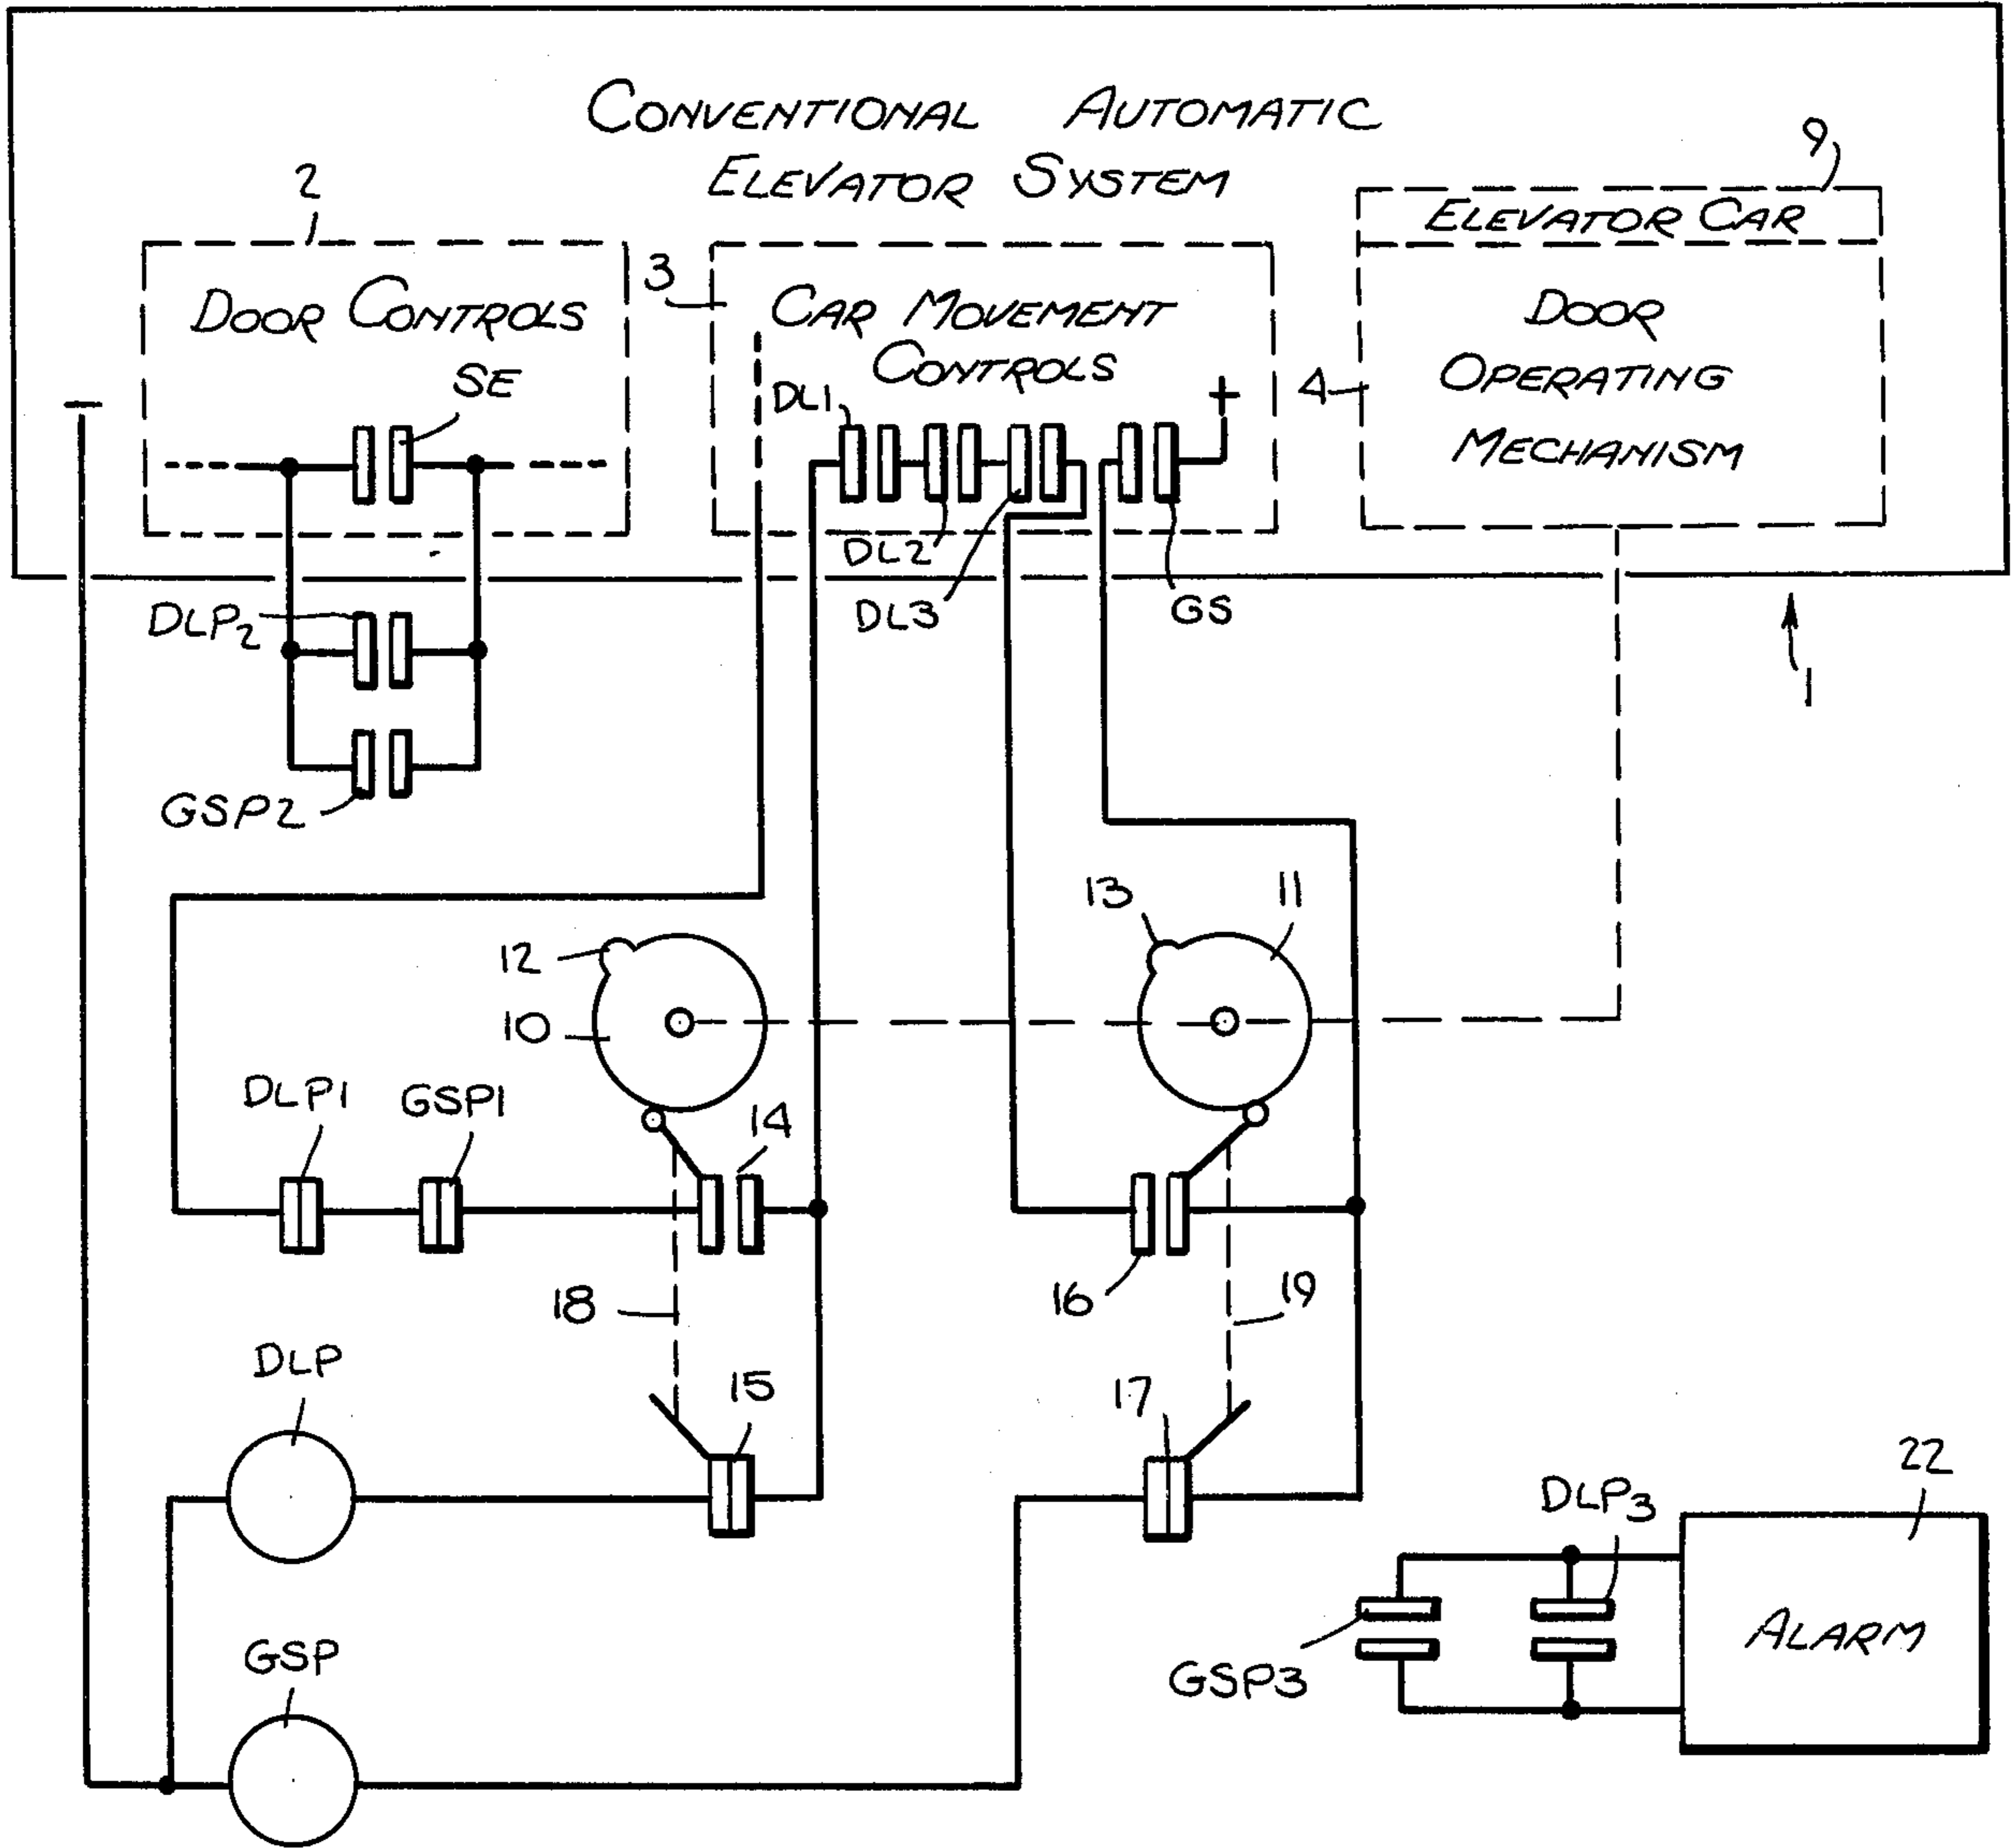 CONVENTIONAL AUTOMATIC
ELEVATOR SYSTEM
2
9
ELEVATOR CAR
3
DOOR CONTROLS
CAR MOVEMENT
CONTROLS
DOOR
OPERATING
MECHANISM
4
SE
DL1
+
DL2
DL3
GS
DLP2
1
GSP2
12
13
11
10
DLP1
GSP1
14
18
16
19
DLP
15
17
22
DLP3
GSP
GSP3
ALARM